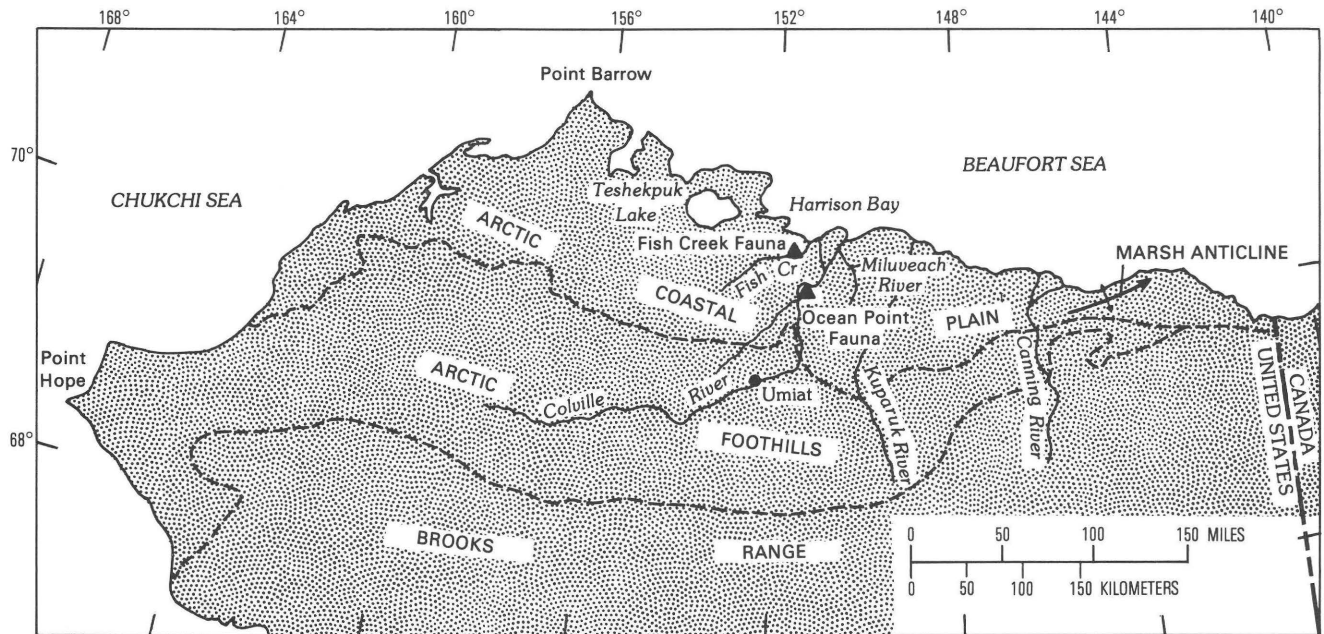 168° 164° 160° 156° 152° 148° 144° 140°
Point Barrow
70°
BEAUFORT SEA
CHUKCHI SEA
Teshekpuk
Lake
Harrison Bay
ARCTIC
Fish Creek Fauna
MARSH ANTICLINE
Fish Cr
Miluveach
River
COASTAL
PLAIN
Ocean Point
Fauna
Point
Hope
ARCTIC
Colville
River
Umiat
Kuparuk River
Canning River
UNITED STATES
CANADA
68°
FOOTHILLS
BROOKS
RANGE
0 50 100 150 MILES
0 50 100 150 KILOMETERS